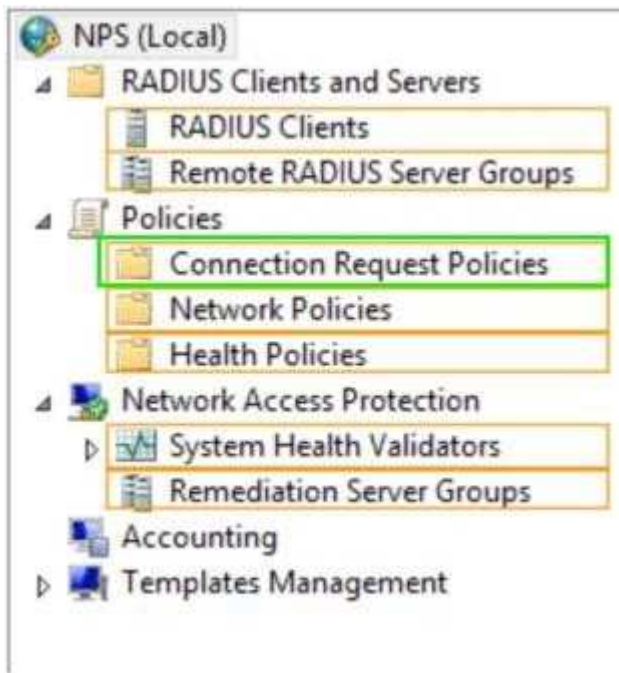 NPS (Local)
RADIUS Clients and Servers
RADIUS Clients
Remote RADIUS Server Groups
Policies
Connection Request Policies
Network Policies
Health Policies
Network Access Protection
System Health Validators
Remediation Server Groups
Accounting
Templates Management